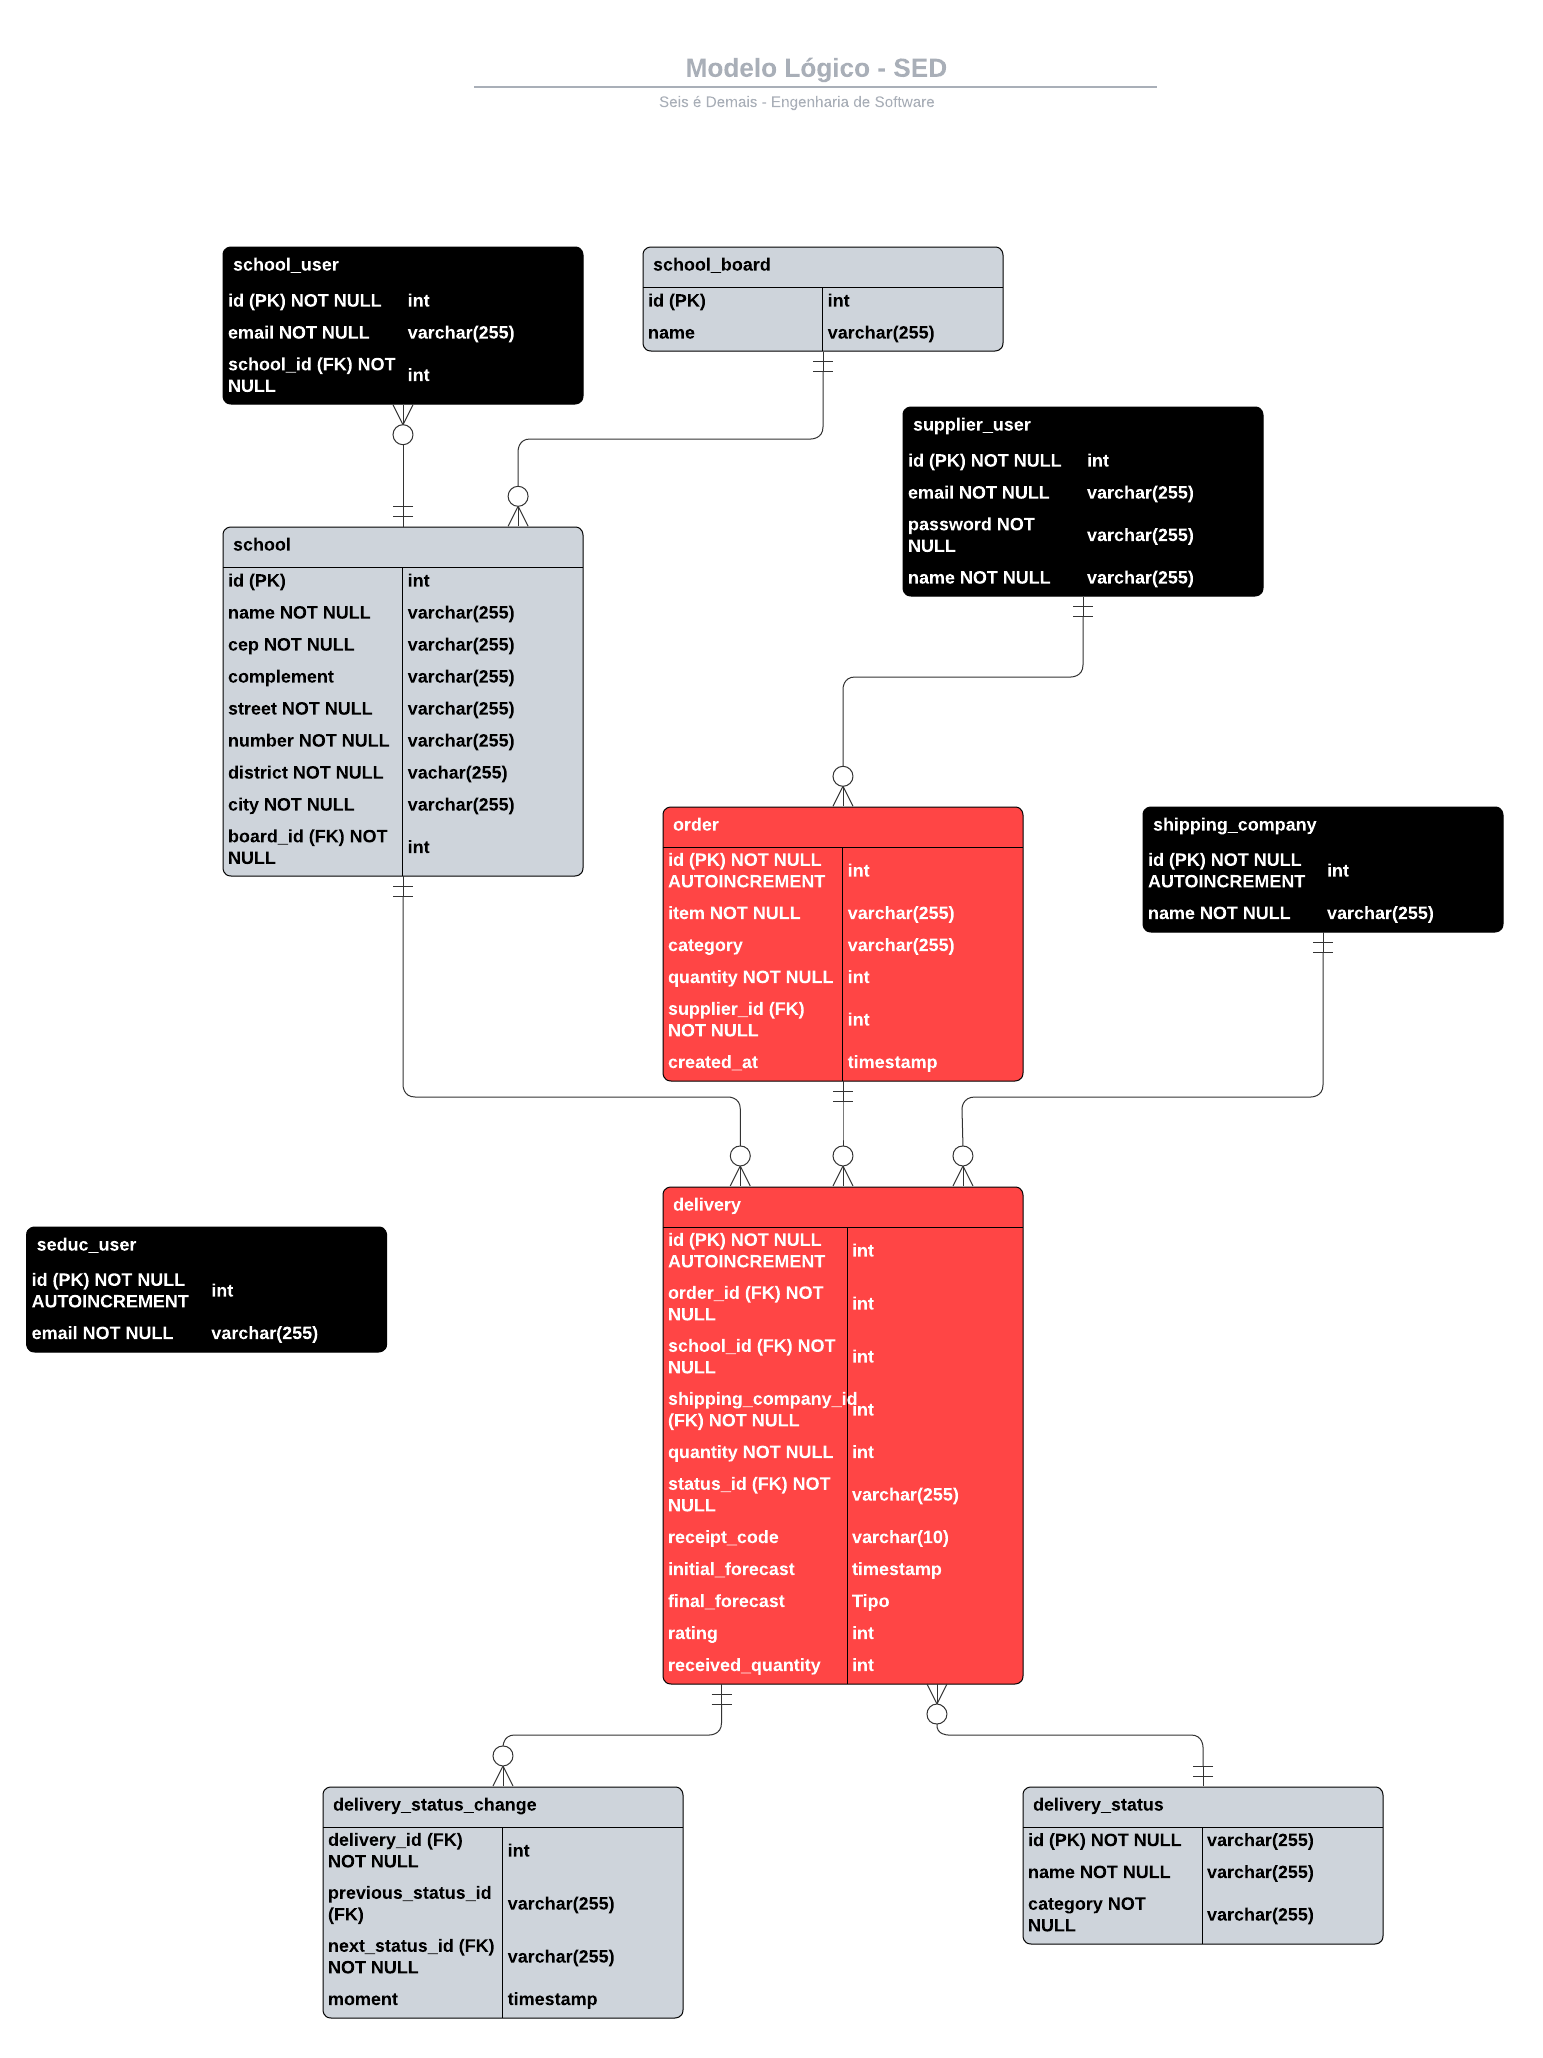 Modelo Lógico - SED
Seis é Demais - Engenharia de Software
school_user
id (PK) NOT NULL int
email NOT NULL varchar(255)
school_id (FK) NOT
NULL int
school_board
id (PK) int
name varchar(255)
supplier_user
id (PK) NOT NULL int
email NOT NULL varchar(255)
password NOT
NULL varchar(255)
name NOT NULL varchar(255)
school
id (PK) int
name NOT NULL varchar(255)
cep NOT NULL varchar(255)
complement varchar(255)
street NOT NULL varchar(255)
number NOT NULL varchar(255)
district NOT NULL vachar(255)
city NOT NULL varchar(255)
board_id (FK) NOT
NULL int
order
id (PK) NOT NULL
AUTOINCREMENT int
item NOT NULL varchar(255)
category varchar(255)
quantity NOT NULL int
supplier_id (FK)
NOT NULL int
created_at timestamp
shipping_company
id (PK) NOT NULL
AUTOINCREMENT int
name NOT NULL varchar(255)
delivery
id (PK) NOT NULL
AUTOINCREMENT int
order_id (FK) NOT
NULL int
school_id (FK) NOT
NULL int
shipping_company_id
(FK) NOT NULL int
quantity NOT NULL int
status_id (FK) NOT
NULL varchar(255)
receipt_code varchar(10)
initial_forecast timestamp
final_forecast Tipo
rating int
received_quantity int
seduc_user
id (PK) NOT NULL
AUTOINCREMENT int
email NOT NULL varchar(255)
delivery_status_change
delivery_id (FK)
NOT NULL int
previous_status_id
(FK) varchar(255)
next_status_id (FK)
NOT NULL varchar(255)
moment timestamp
delivery_status
id (PK) NOT NULL varchar(255)
name NOT NULL varchar(255)
category NOT
NULL varchar(255)